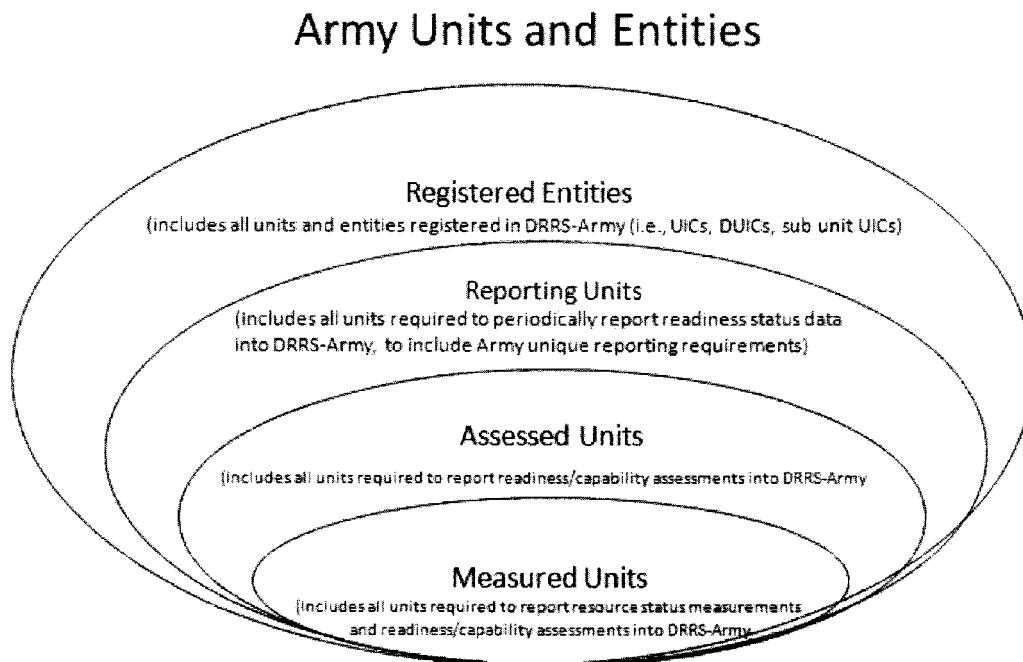 Army Units and Entities
Registered Entities
(includes all units and entities registered in DRRS-Army (i.e., UICs, DUICs, sub unit UICs)
Reporting Units
(Includes all units required to periodically report readiness status data
into DRRS-Army, to include Army unique reporting requirements)
Assessed Units
(Includes all units required to report readiness/capability assessments into DRRS-Army
Measured Units
(Includes all units required to report resource status measurements
and readiness/capability assessments into DRRS-Army